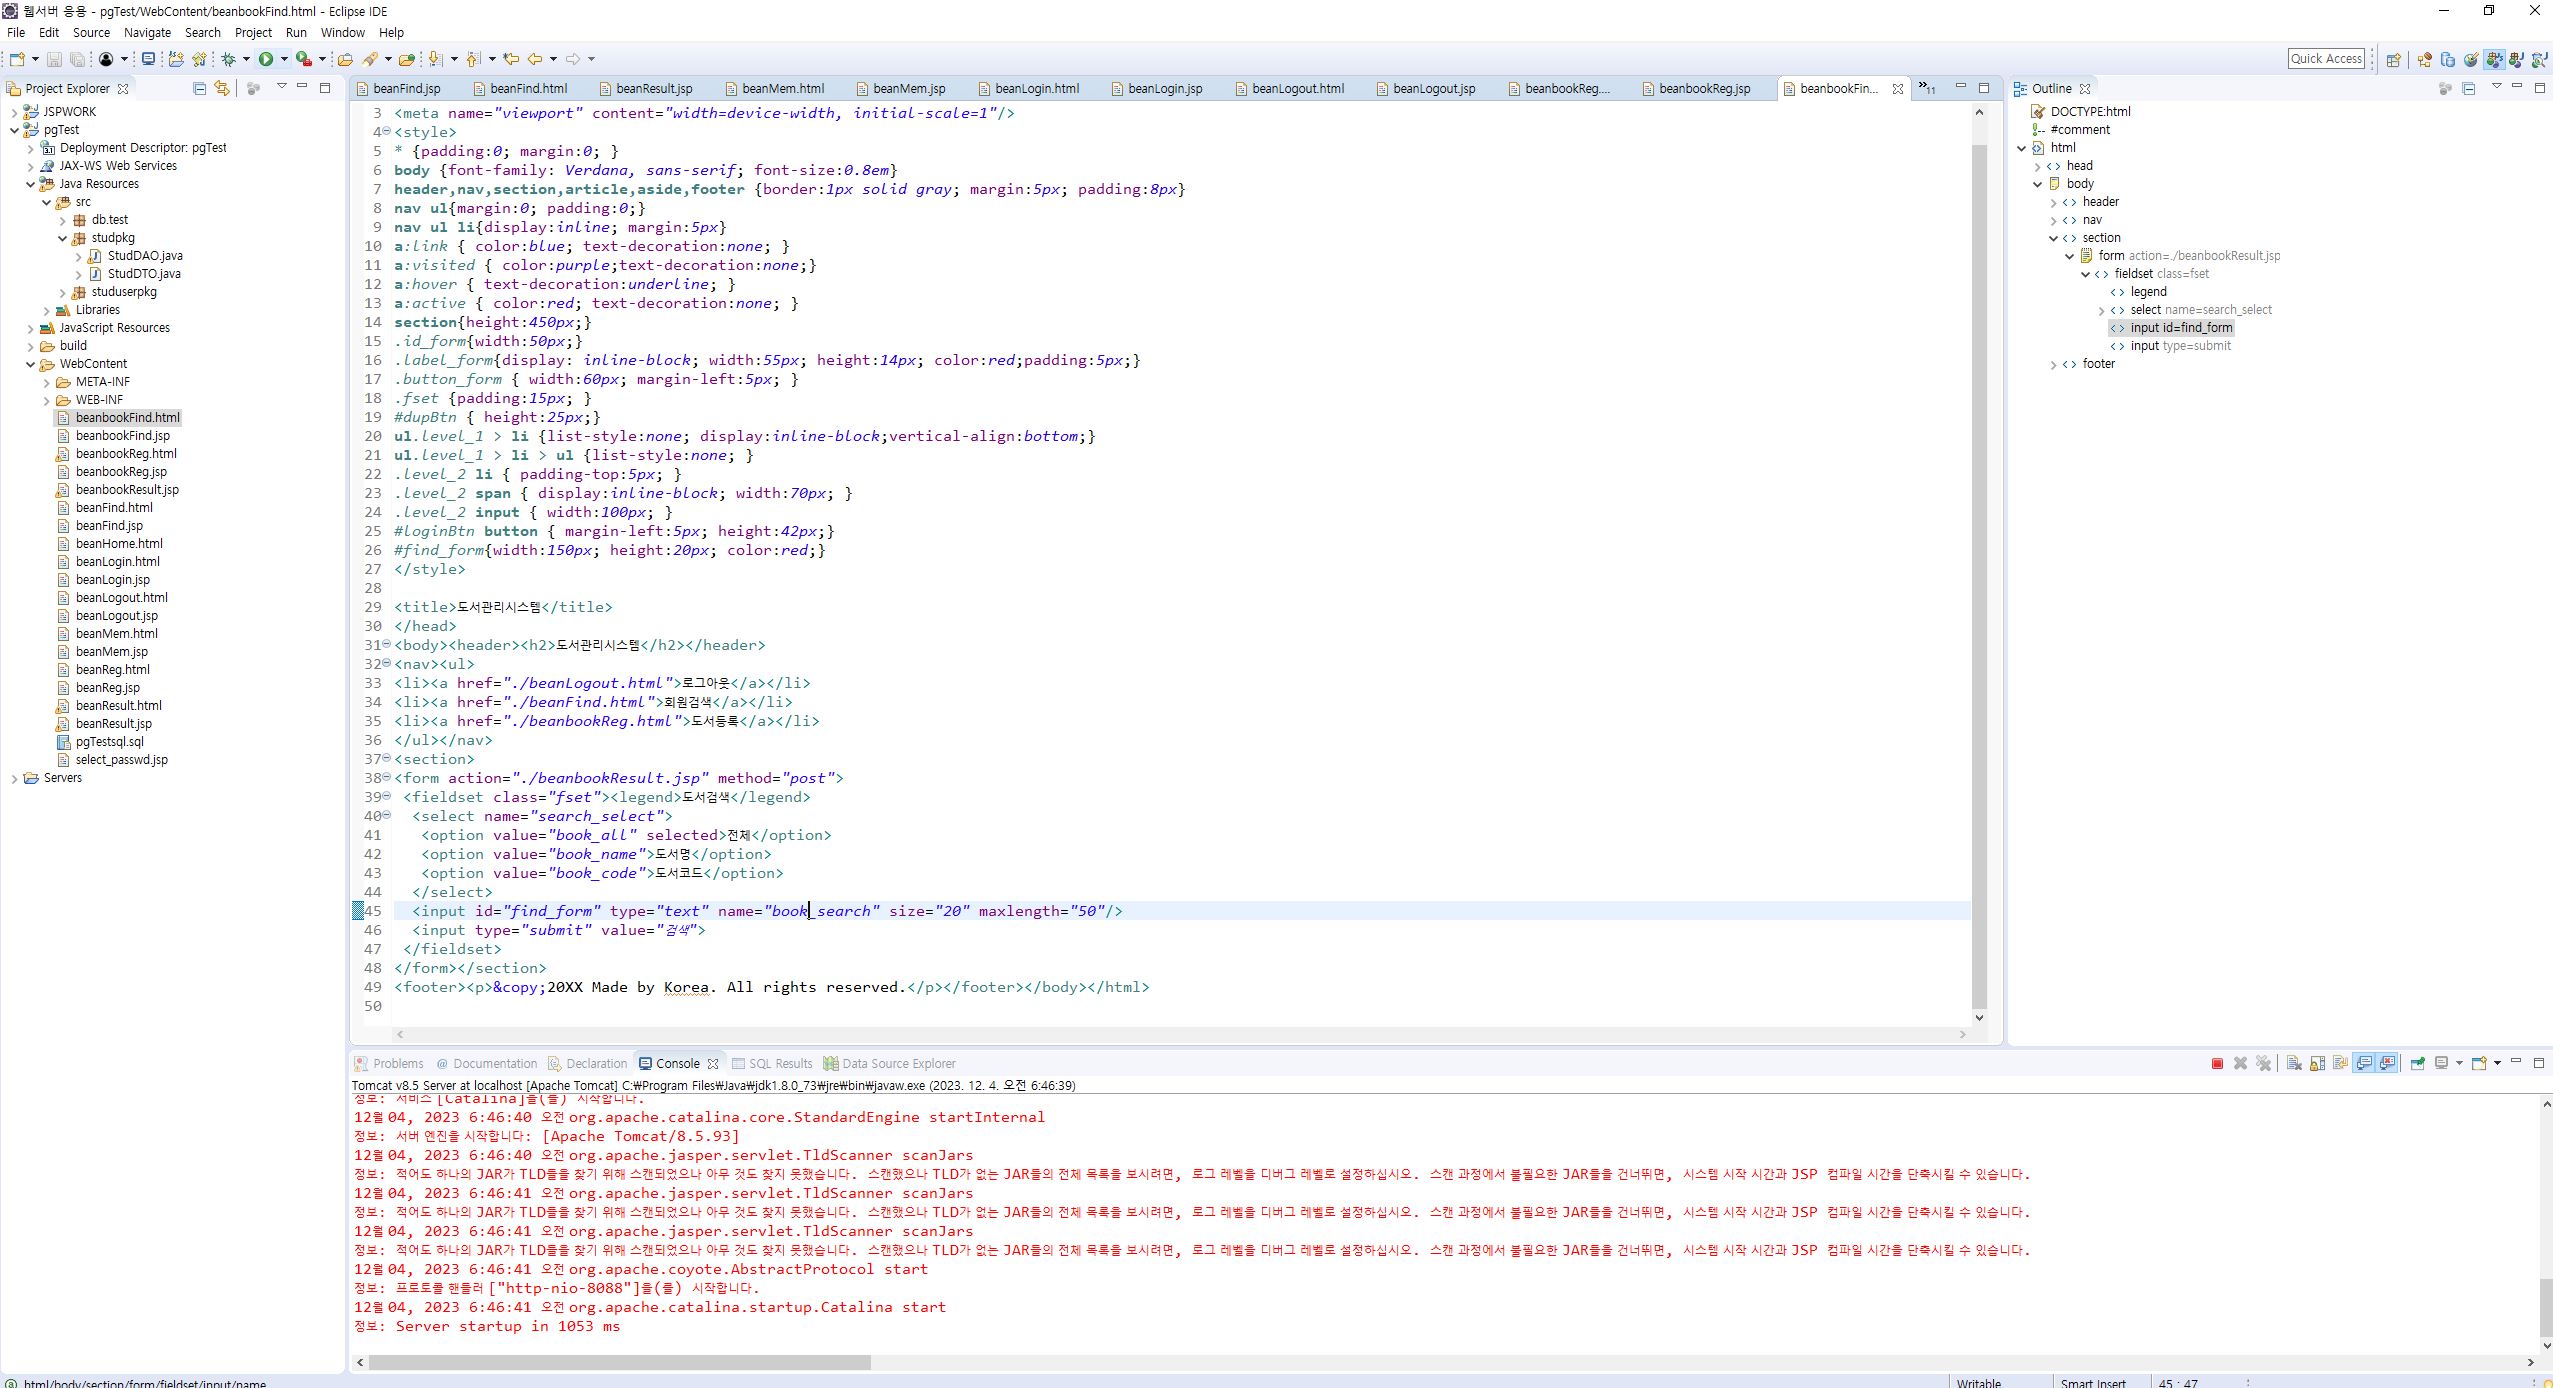 웹서버 응용 - pgTest/WebContent/beanbookFind.html - Eclipse IDE
File Edit Source Navigate Search Project Run Window Help
Quick Access
Project Explorer
JSPWORK
pgTest
Deployment Descriptor: pgTest
JAX-WS Web Services
Java Resources
src
db.test
studpkg
StudDAO.java
StudDTO.java
studuserpkg
Libraries
JavaScript Resources
build
WebContent
META-INF
WEB-INF
beanbookFind.html
beanbookFind.jsp
beanbookReg.html
beanbookReg.jsp
beanbookResult.jsp
beanFind.html
beanFind.jsp
beanHome.html
beanLogin.html
beanLogin.jsp
beanLogout.html
beanLogout.jsp
beanMem.html
beanMem.jsp
beanReg.html
beanReg.jsp
beanResult.html
beanResult.jsp
pgTestsql.sql
select_passwd.jsp
Servers
beanFind.jsp beanFind.html beanResult.jsp beanMem.html beanMem.jsp beanLogin.html beanLogin.jsp beanLogout.html beanLogout.jsp beanbookReg.... beanbookReg.jsp beanbookFin... »11
3 <meta name="viewport" content="width=device-width, initial-scale=1"/>
4 <style>
5 * {padding:0; margin:0; }
6 body {font-family: Verdana, sans-serif; font-size:0.8em}
7 header,nav,section,article,aside,footer {border:1px solid gray; margin:5px; padding:8px}
8 nav ul{margin:0; padding:0;}
9 nav ul li{display:inline; margin:5px}
10 a:link { color:blue; text-decoration:none; }
11 a:visited { color:purple;text-decoration:none;}
12 a:hover { text-decoration:underline; }
13 a:active { color:red; text-decoration:none; }
14 section{height:450px;}
15 .id_form{width:50px;}
16 .label_form{display: inline-block; width:55px; height:14px; color:red;padding:5px;}
17 .button_form { width:60px; margin-left:5px; }
18 .fset {padding:15px; }
19 #dupBtn { height:25px;}
20 ul.level_1 > li {list-style:none; display:inline-block;vertical-align:bottom;}
21 ul.level_1 > li > ul {list-style:none; }
22 .level_2 li { padding-top:5px; }
23 .level_2 span { display:inline-block; width:70px; }
24 .level_2 input { width:100px; }
25 #loginBtn button { margin-left:5px; height:42px;}
26 #find_form{width:150px; height:20px; color:red;}
27 </style>
28
29 <title>도서관리시스템</title>
30 </head>
31 <body><header><h2>도서관리시스템</h2></header>
32 <nav><ul>
33 <li><a href="./beanLogout.html">로그아웃</a></li>
34 <li><a href="./beanFind.html">회원검색</a></li>
35 <li><a href="./beanbookReg.html">도서등록</a></li>
36 </ul></nav>
37 <section>
38 <form action="./beanbookResult.jsp" method="post">
39 <fieldset class="fset"><legend>도서검색</legend>
40 <select name="search_select">
41 <option value="book_all" selected>전체</option>
42 <option value="book_name">도서명</option>
43 <option value="book_code">도서코드</option>
44 </select>
45 <input id="find_form" type="text" name="book_search" size="20" maxlength="50"/>
46 <input type="submit" value="검색">
47 </fieldset>
48 </form></section>
49 <footer><p>&copy;20XX Made by Korea. All rights reserved.</p></footer></body></html>
50
Outline
DOCTYPE:html
#comment
html
head
body
header
nav
section
form action=./beanbookResult.jsp
fieldset class=fset
legend
select name=search_select
input id=find_form
input type=submit
footer
Problems @ Documentation Declaration Console SQL Results Data Source Explorer
Tomcat v8.5 Server at localhost [Apache Tomcat] C:₩Program Files₩Java₩jdk1.8.0_73₩jre₩bin₩javaw.exe (2023. 12. 4. 오전 6:46:39)
정보: 서비스 [Catalina]을(를) 시작합니다.
12월 04, 2023 6:46:40 오전 org.apache.catalina.core.StandardEngine startInternal
정보: 서버 엔진을 시작합니다: [Apache Tomcat/8.5.93]
12월 04, 2023 6:46:40 오전 org.apache.jasper.servlet.TldScanner scanJars
정보: 적어도 하나의 JAR가 TLD들을 찾기 위해 스캔되었으나 아무 것도 찾지 못했습니다. 스캔했으나 TLD가 없는 JAR들의 전체 목록을 보시려면, 로그 레벨을 디버그 레벨로 설정하십시오. 스캔 과정에서 불필요한 JAR들을 건너뛰면, 시스템 시작 시간과 JSP 컴파일 시간을 단축시킬 수 있습니다.
12월 04, 2023 6:46:41 오전 org.apache.jasper.servlet.TldScanner scanJars
정보: 적어도 하나의 JAR가 TLD들을 찾기 위해 스캔되었으나 아무 것도 찾지 못했습니다. 스캔했으나 TLD가 없는 JAR들의 전체 목록을 보시려면, 로그 레벨을 디버그 레벨로 설정하십시오. 스캔 과정에서 불필요한 JAR들을 건너뛰면, 시스템 시작 시간과 JSP 컴파일 시간을 단축시킬 수 있습니다.
12월 04, 2023 6:46:41 오전 org.apache.jasper.servlet.TldScanner scanJars
정보: 적어도 하나의 JAR가 TLD들을 찾기 위해 스캔되었으나 아무 것도 찾지 못했습니다. 스캔했으나 TLD가 없는 JAR들의 전체 목록을 보시려면, 로그 레벨을 디버그 레벨로 설정하십시오. 스캔 과정에서 불필요한 JAR들을 건너뛰면, 시스템 시작 시간과 JSP 컴파일 시간을 단축시킬 수 있습니다.
12월 04, 2023 6:46:41 오전 org.apache.coyote.AbstractProtocol start
정보: 프로토콜 핸들러 ["http-nio-8088"]을(를) 시작합니다.
12월 04, 2023 6:46:41 오전 org.apache.catalina.startup.Catalina start
정보: Server startup in 1053 ms
html/body/section/form/fieldset/input/name
Writable Smart Insert 45 : 47